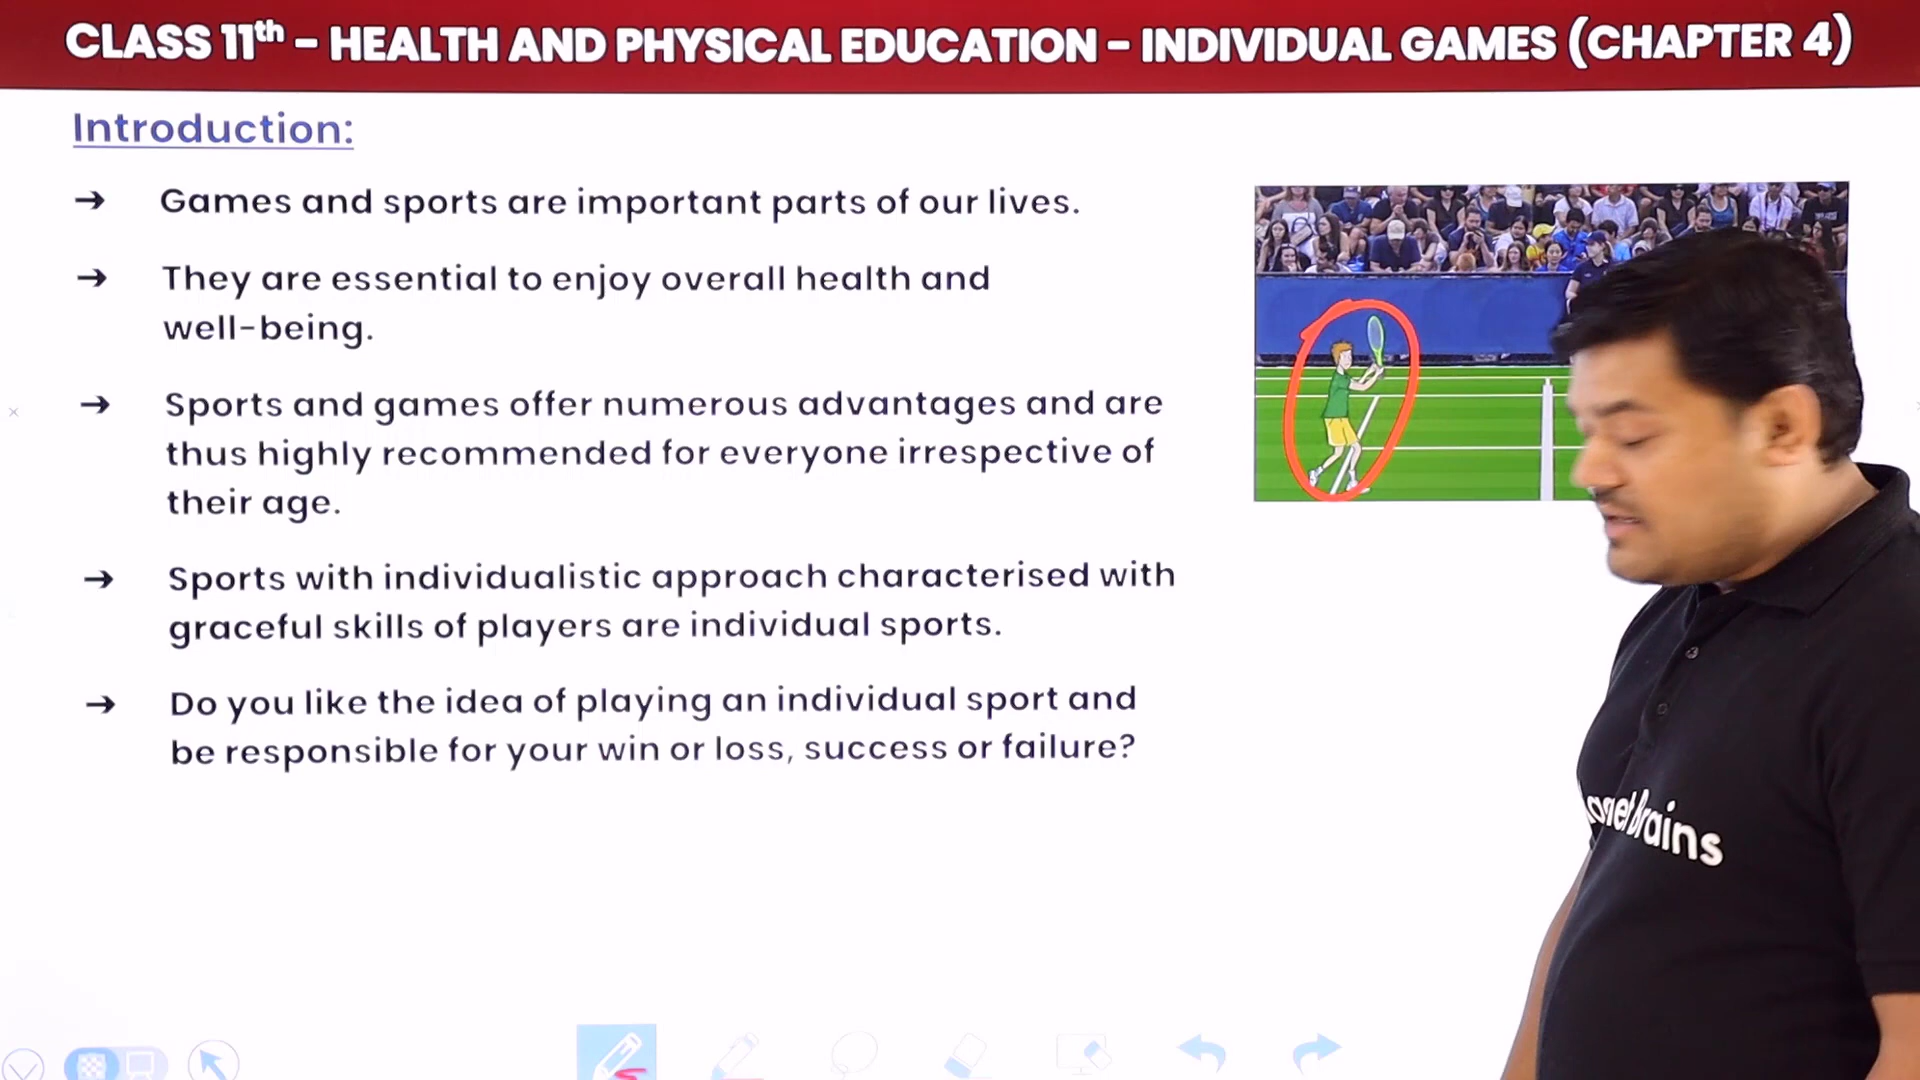 CLASS 11th – HEALTH AND PHYSICAL EDUCATION – INDIVIDUAL GAMES (CHAPTER 4)
Introduction:
➔ Games and sports are important parts of our lives.
➔ They are essential to enjoy overall health and
well-being.
➔ Sports and games offer numerous advantages and are
thus highly recommended for everyone irrespective of
their age.
➔ Sports with individualistic approach characterised with
graceful skills of players are individual sports.
➔ Do you like the idea of playing an individual sport and
be responsible for your win or loss, success or failure?
Brains